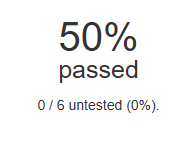 50%
passed
0 / 6 untested (0%).